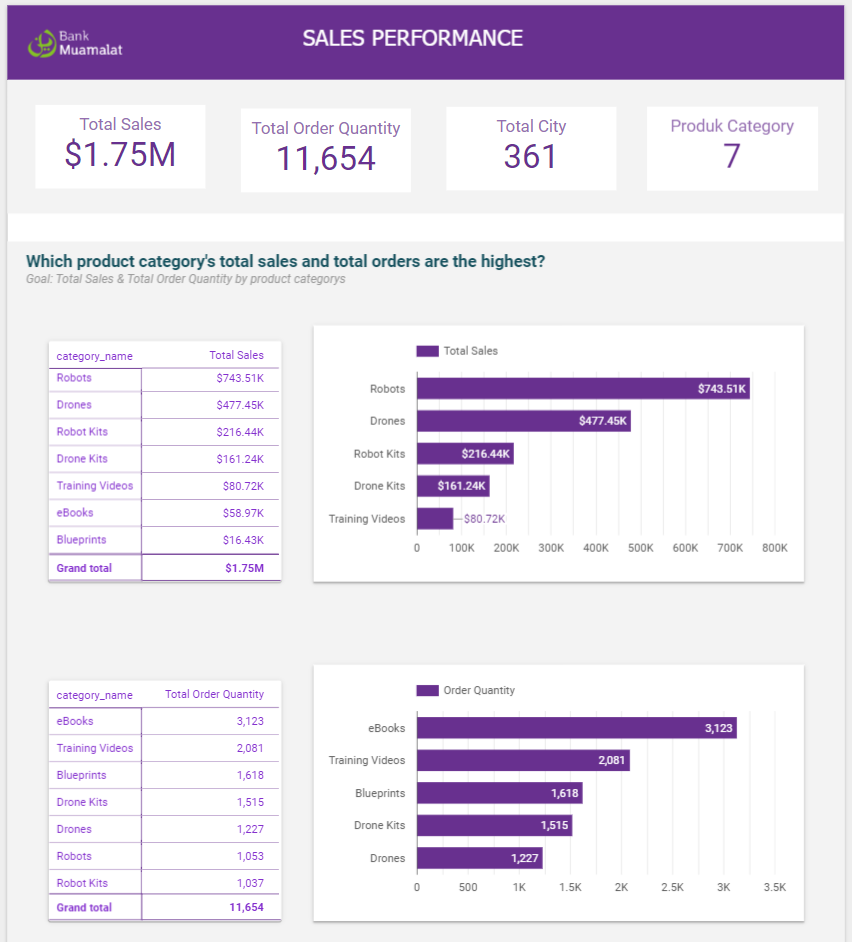 Bank
Muamalat
SALES PERFORMANCE
Total Sales
$1.75M
Total Order Quantity
11,654
Total City
361
Produk Category
7
Which product category's total sales and total orders are the highest?
Goal: Total Sales & Total Order Quantity by product categorys
category_name Total Sales
Robots $743.51K
Drones $477.45K
Robot Kits $216.44K
Drone Kits $161.24K
Training Videos $80.72K
eBooks $58.97K
Blueprints $16.43K
Grand total $1.75M
Total Sales
Robots $743.51K
Drones $477.45K
Robot Kits $216.44K
Drone Kits $161.24K
Training Videos $80.72K
0 100K 200K 300K 400K 500K 600K 700K 800K
category_name Total Order Quantity
eBooks 3,123
Training Videos 2,081
Blueprints 1,618
Drone Kits 1,515
Drones 1,227
Robots 1,053
Robot Kits 1,037
Grand total 11,654
Order Quantity
eBooks 3,123
Training Videos 2,081
Blueprints 1,618
Drone Kits 1,515
Drones 1,227
0 500 1K 1.5K 2K 2.5K 3K 3.5K